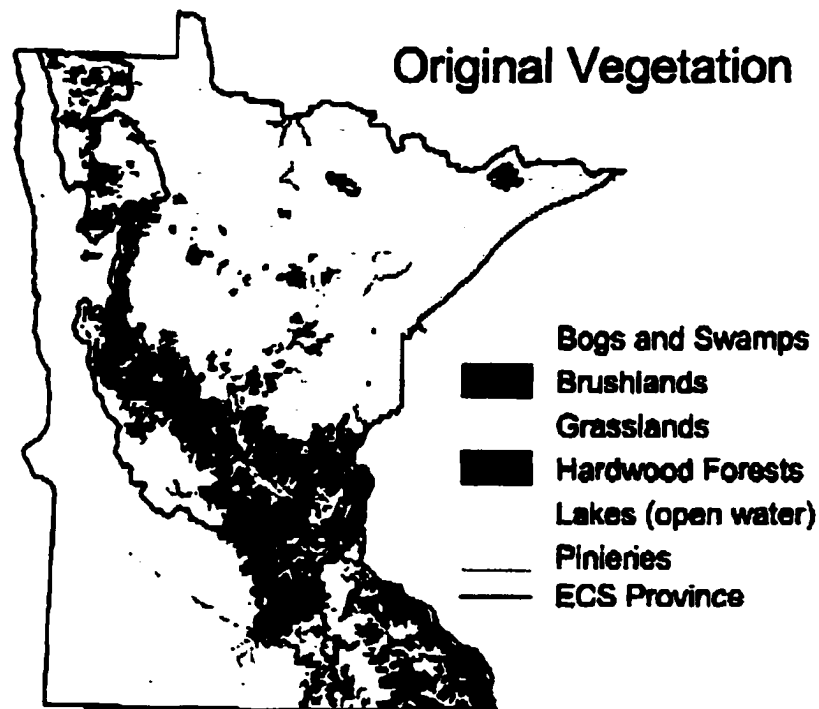 Original Vegetation
Bogs and Swamps
Brushlands
Grasslands
Hardwood Forests
Lakes (open water)
Pinieries
ECS Province